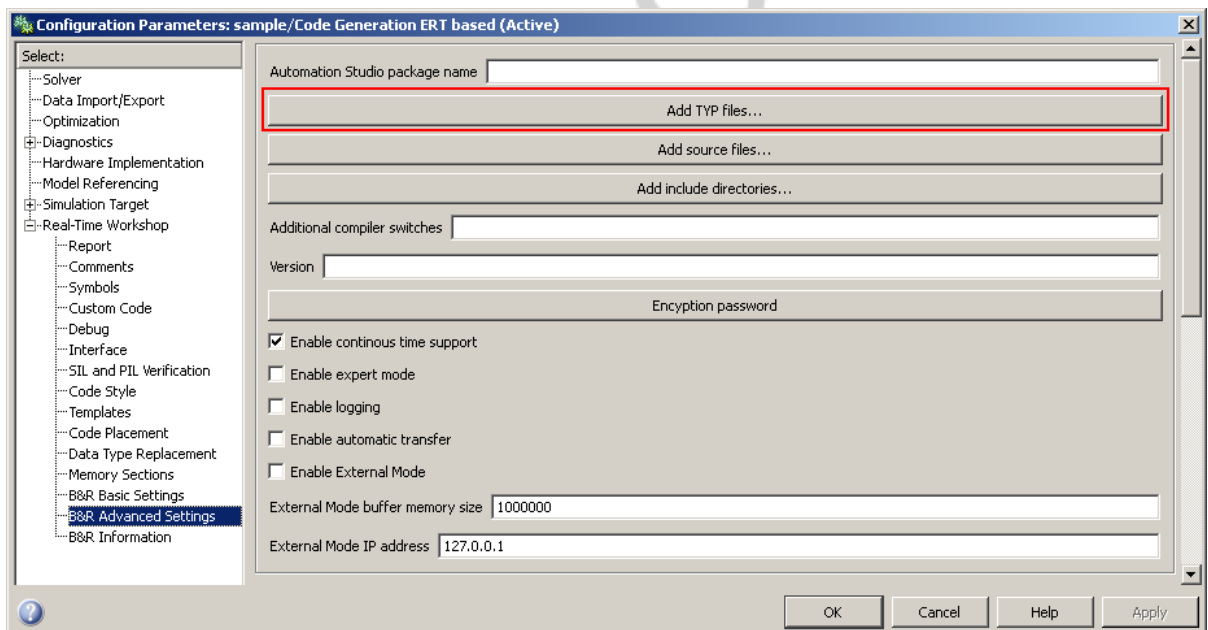 Configuration Parameters: sample/Code Generation ERT based (Active)
Select:
Solver
Data Import/Export
Optimization
Diagnostics
Hardware Implementation
Model Referencing
Simulation Target
Real-Time Workshop
Report
Comments
Symbols
Custom Code
Debug
Interface
SIL and PIL Verification
Code Style
Templates
Code Placement
Data Type Replacement
Memory Sections
B&R Basic Settings
B&R Advanced Settings
B&R Information
Automation Studio package name
Add TYP files...
Add source files...
Add include directories...
Additional compiler switches
Version
Encyption password
Enable continous time support
Enable expert mode
Enable logging
Enable automatic transfer
Enable External Mode
External Mode buffer memory size 1000000
External Mode IP address 127.0.0.1
OK Cancel Help Apply